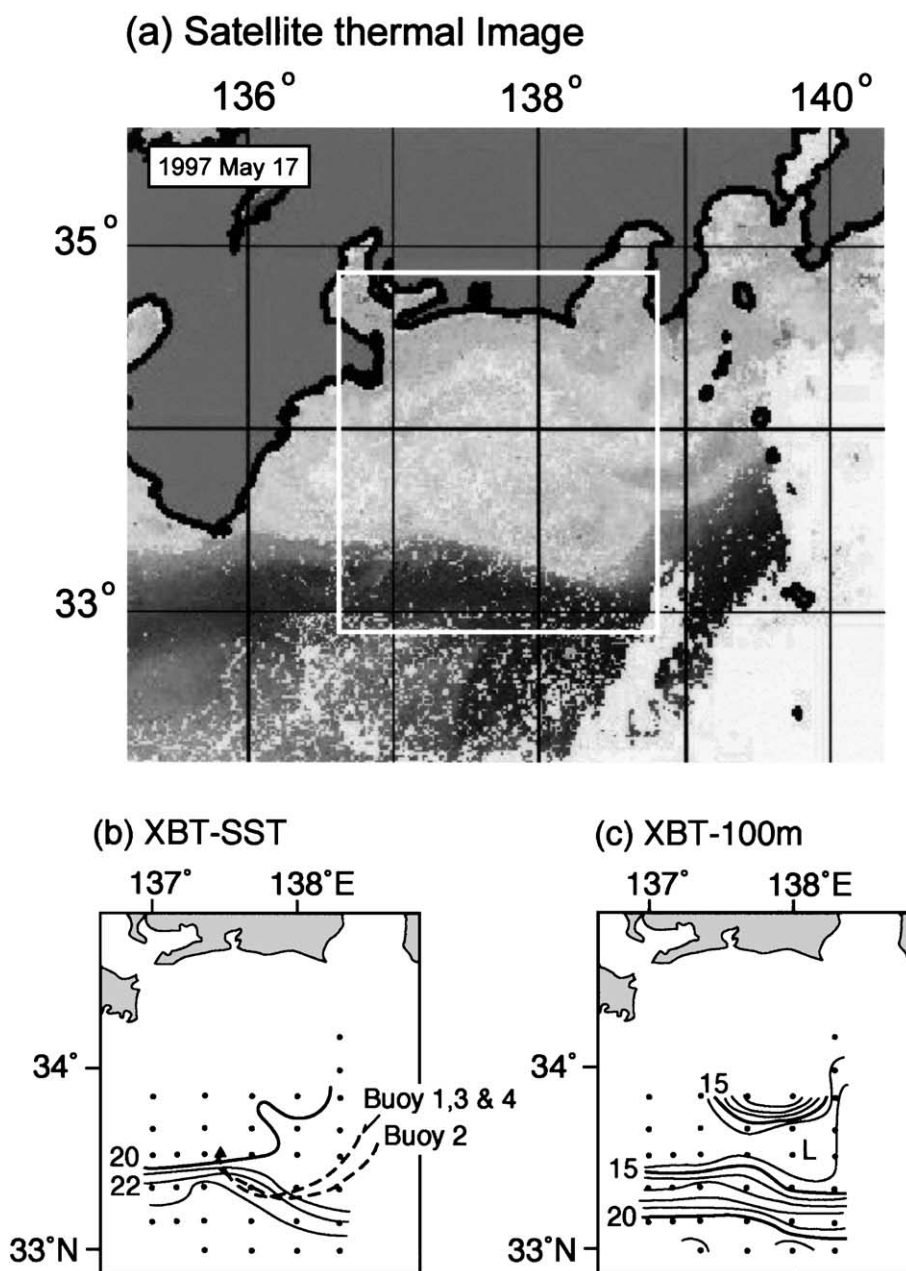 (a) Satellite thermal Image
136° 138° 140°
1997 May 17
35°
33°
(b) XBT-SST
137° 138°E
34°
Buoy 1,3 & 4
Buoy 2
20
22
33°N
(c) XBT-100m
137° 138°E
34°
15
L
15
20
33°N